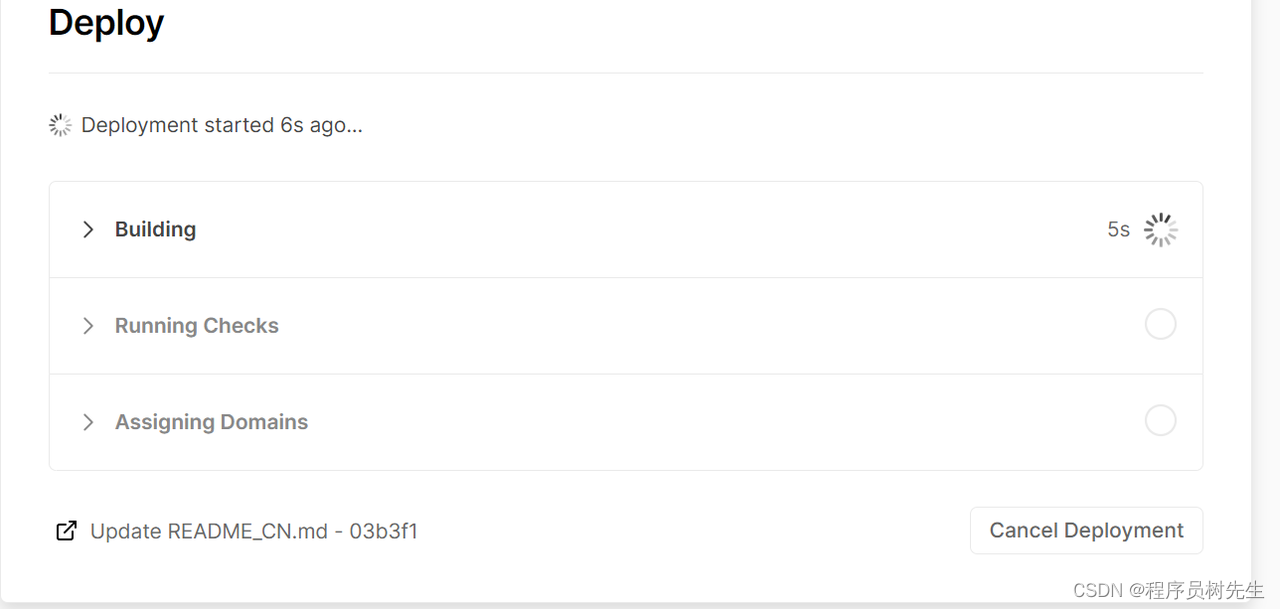 Deploy
Deployment started 6s ago...
Building 5s
Running Checks
Assigning Domains
Update README_CN.md - 03b3f1
Cancel Deployment
CSDN @程序员树先生